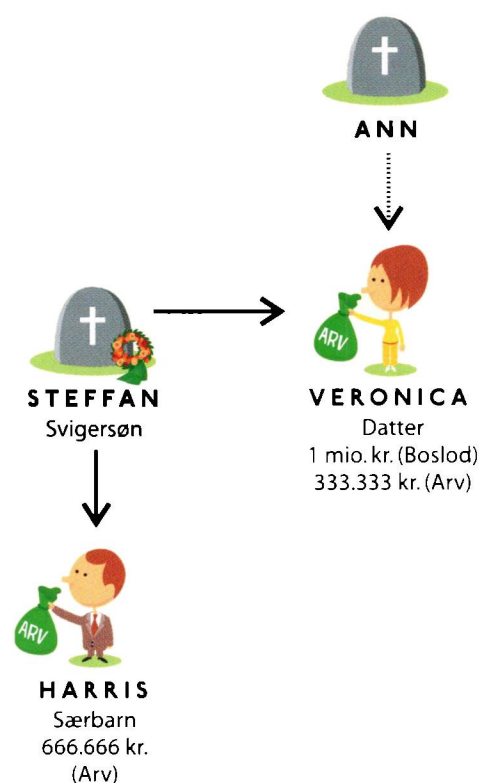 ANN
ARV
VERONICA
Datter
1 mio. kr. (Boslod)
333.333 kr. (Arv)
STEFFAN
Svigersøn
ARV
HARRIS
Særbarn
666.666 kr.
(Arv)